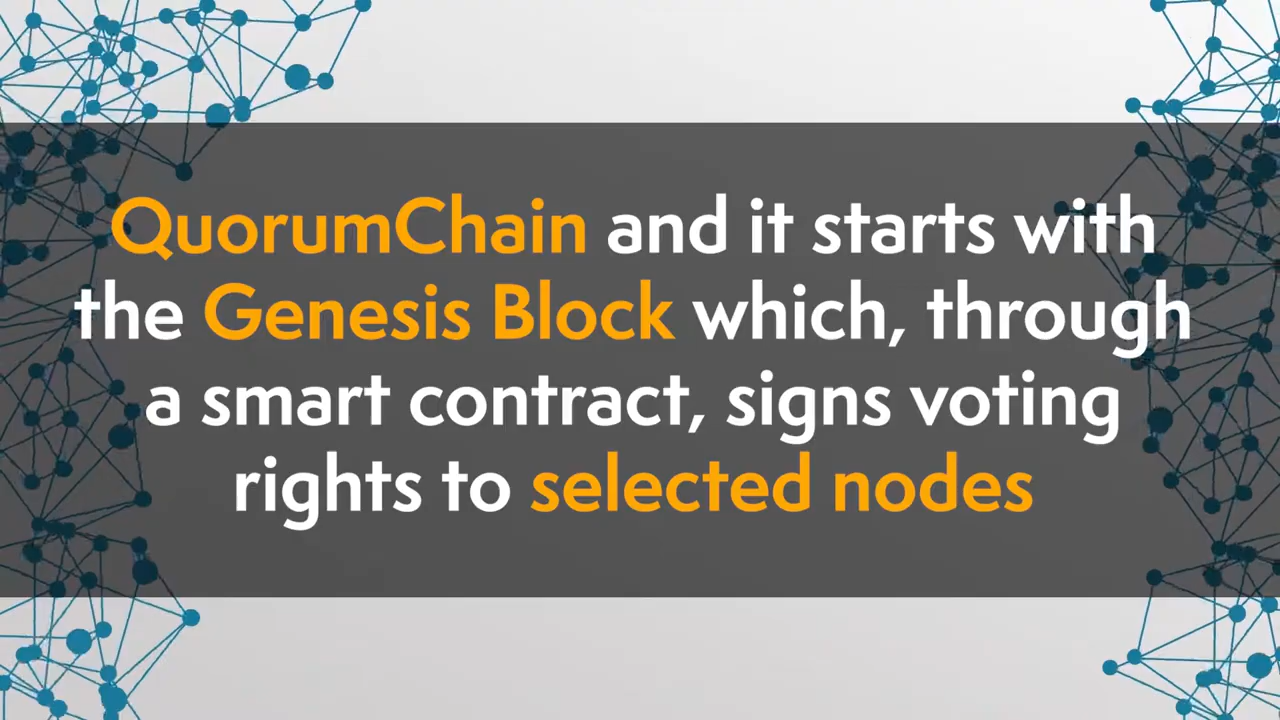 QuorumChain and it starts with
the Genesis Block which, through
a smart contract, signs voting
rights to selected nodes